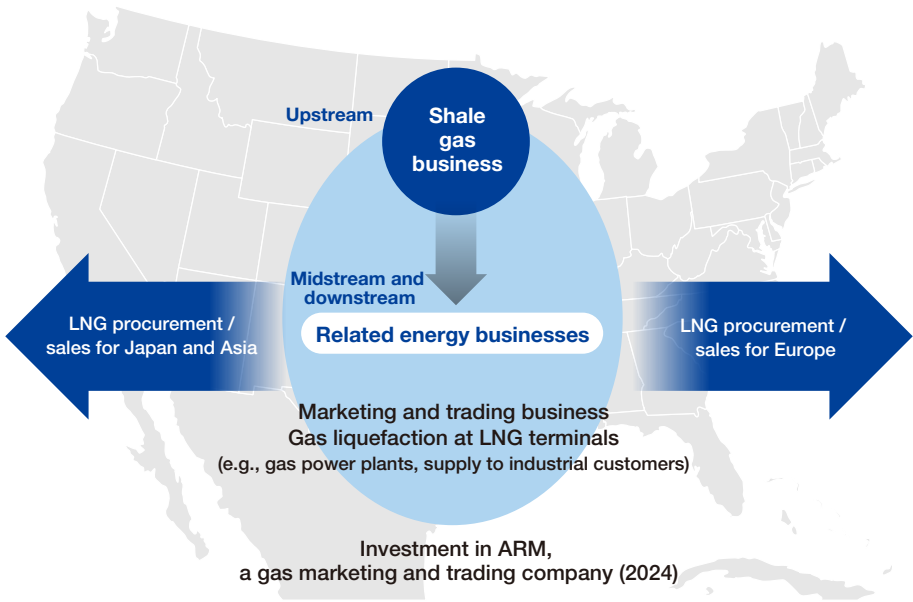 Upstream
Shale
gas
business
Midstream and
downstream
Related energy businesses
LNG procurement /
sales for Japan and Asia
LNG procurement /
sales for Europe
Marketing and trading business
Gas liquefaction at LNG terminals
(e.g., gas power plants, supply to industrial customers)
Investment in ARM,
a gas marketing and trading company (2024)